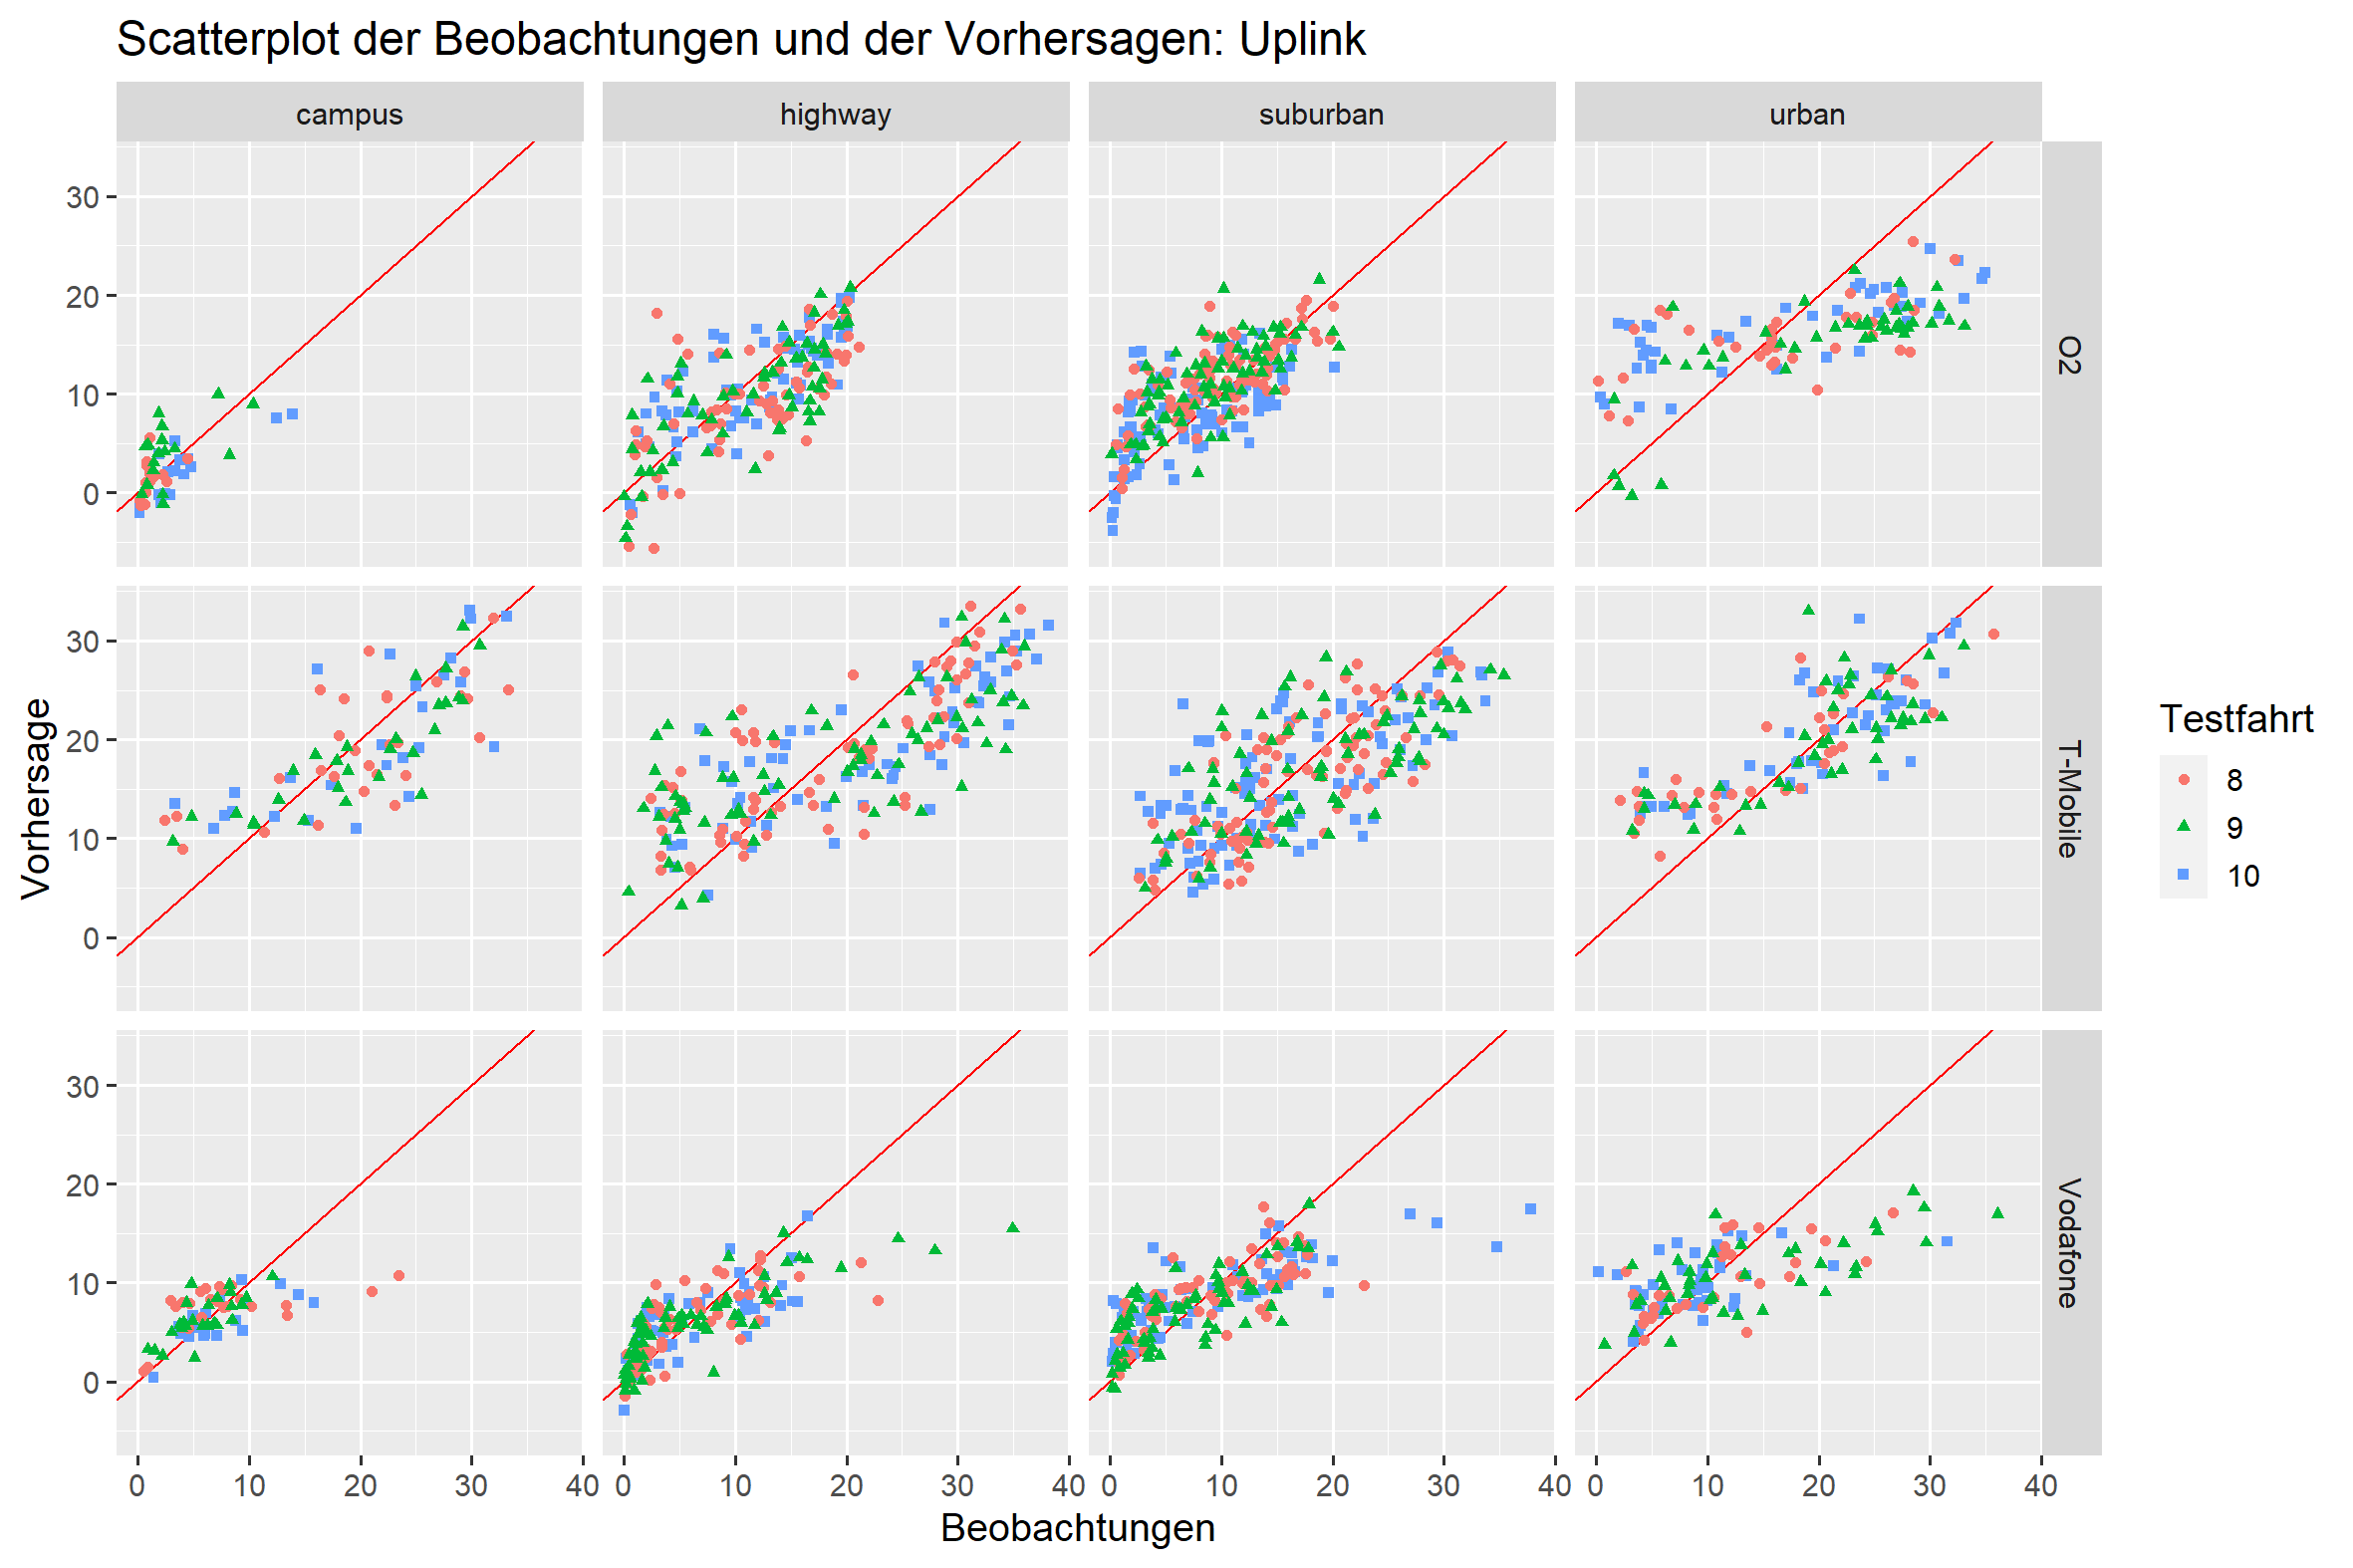 Scatterplot der Beobachtungen und der Vorhersagen: Uplink
campus highway suburban urban
30
20
10
0
O2
30
20
10
0
T-Mobile
30
20
10
0
Vodafone
0 10 20 30 40 0 10 20 30 40 0 10 20 30 40 0 10 20 30 40
Beobachtungen
Vorhersage
Testfahrt
8
9
10